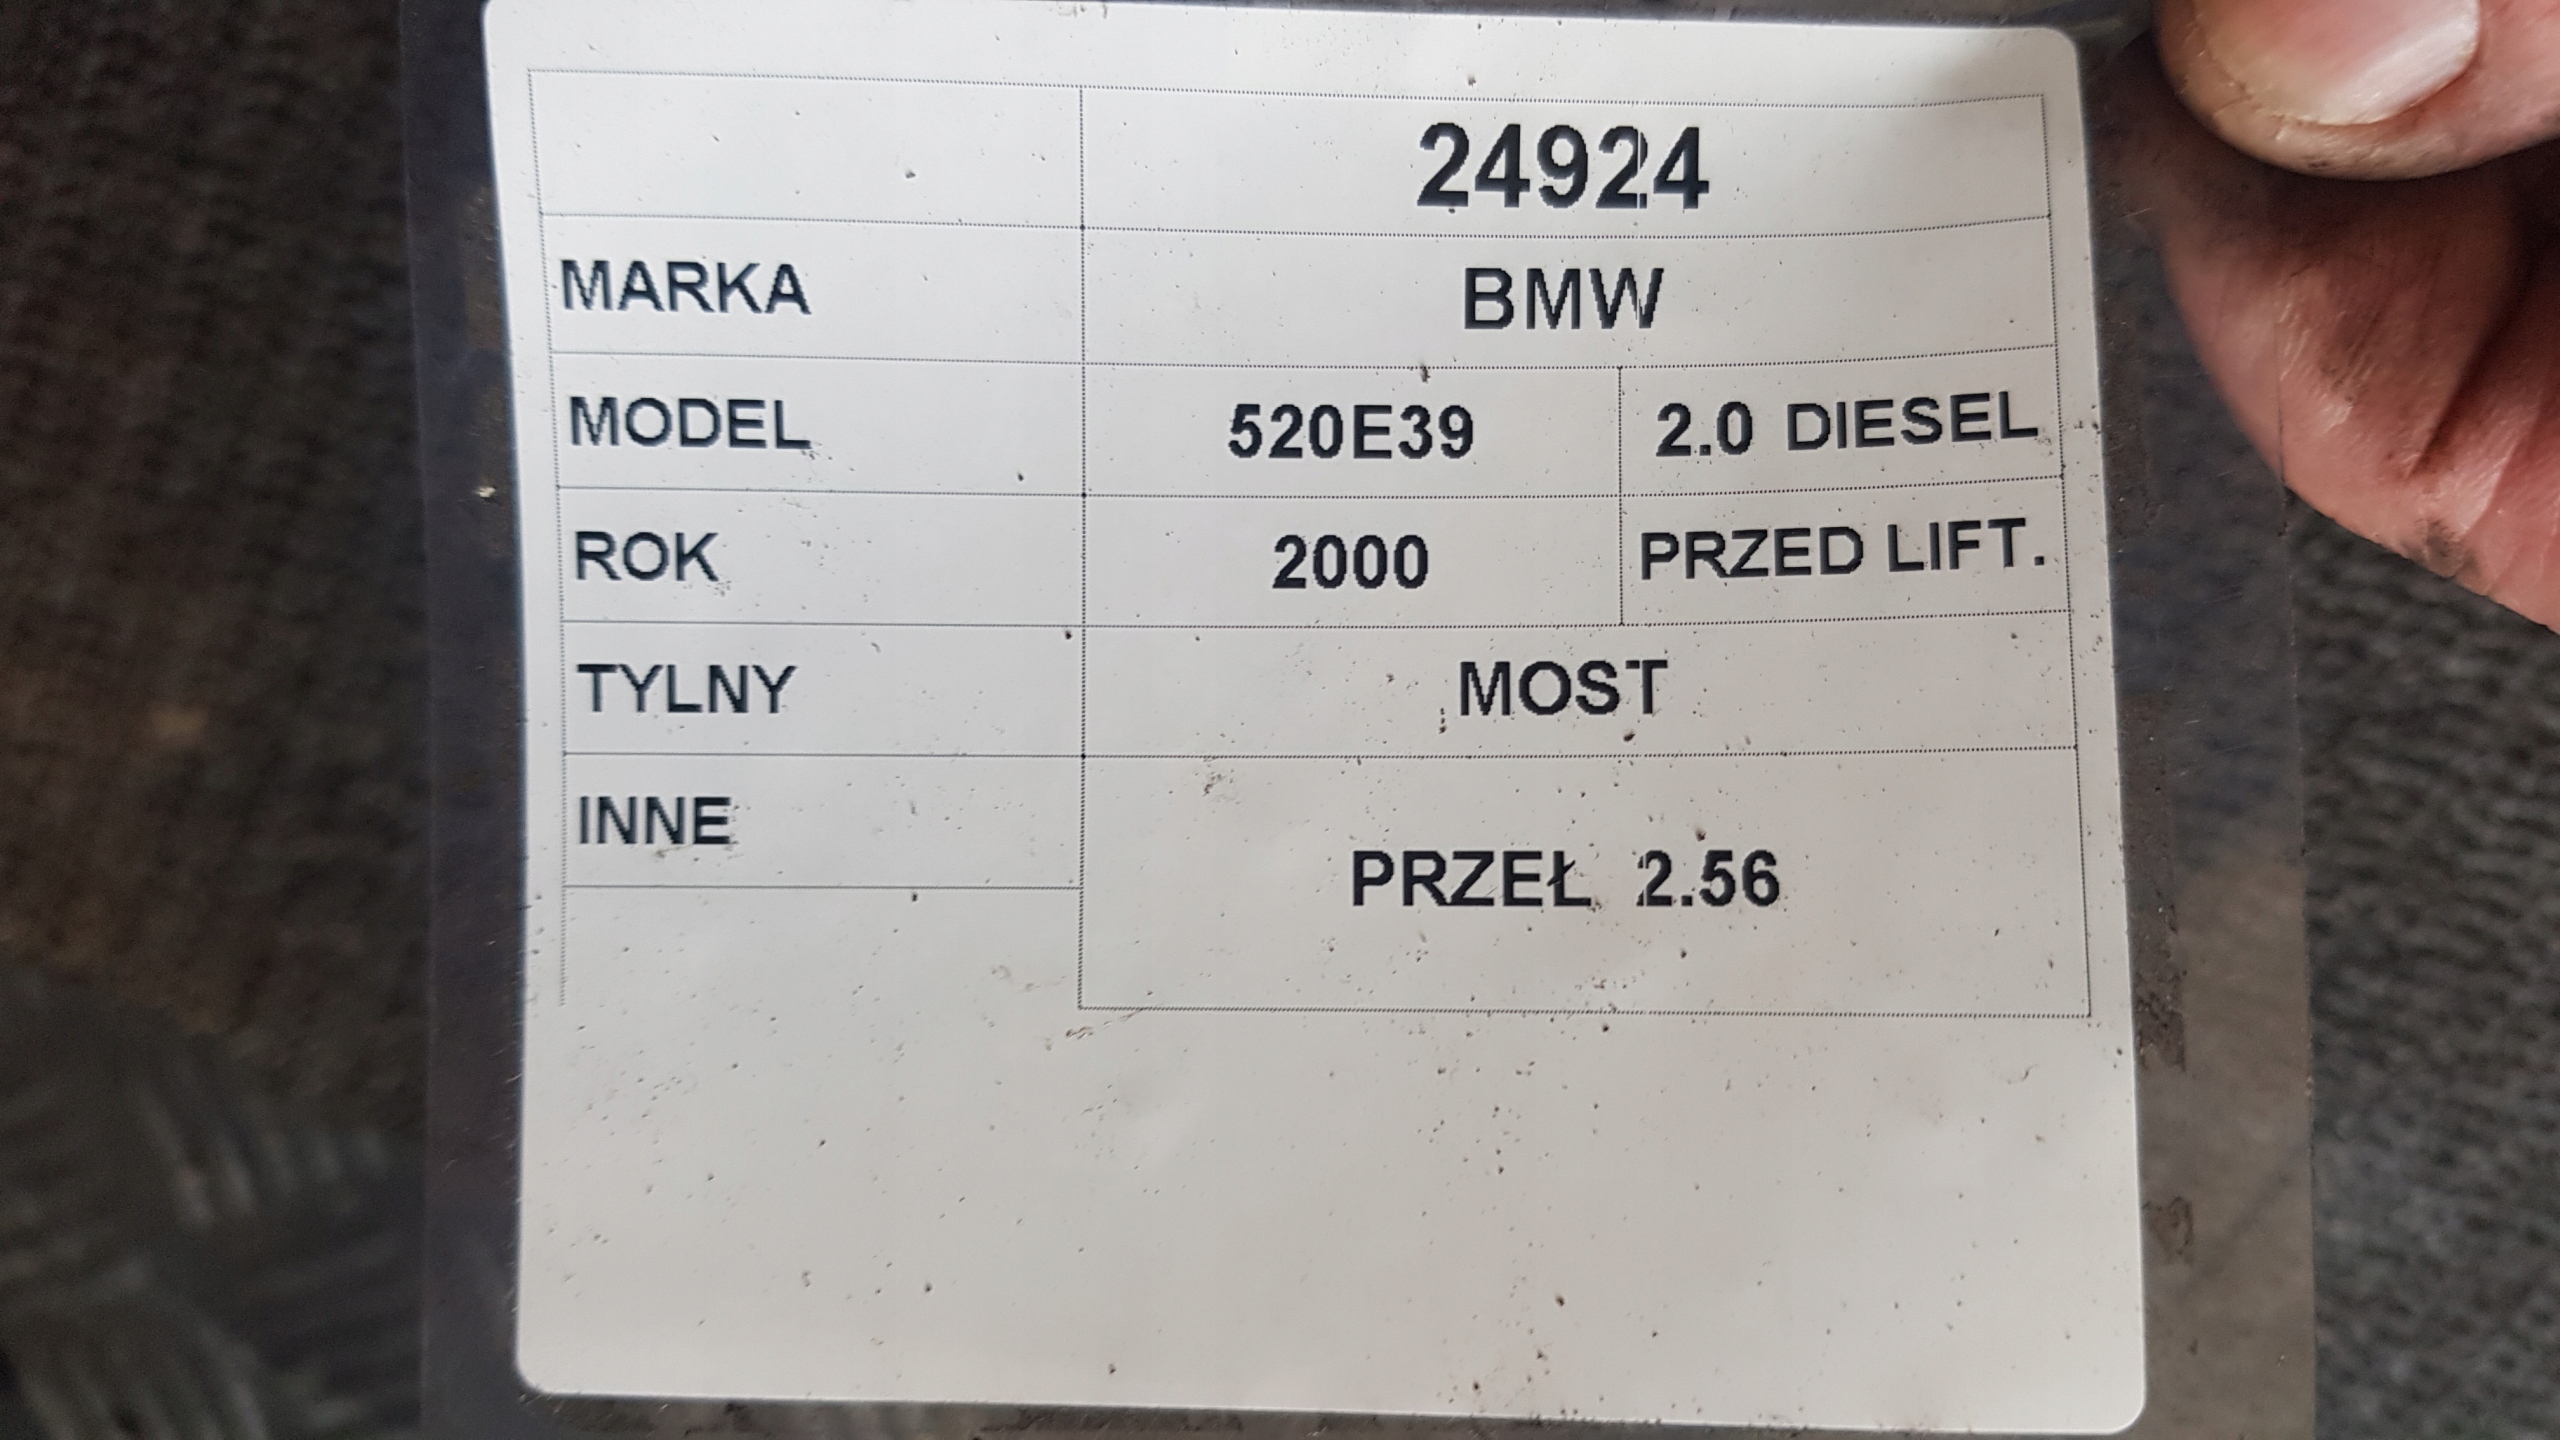 24924
MARKA BMW
MODEL 520E39 2.0 DIESEL
ROK 2000 PRZED LIFT.
TYLNY MOST
INNE PRZEŁ 2.56